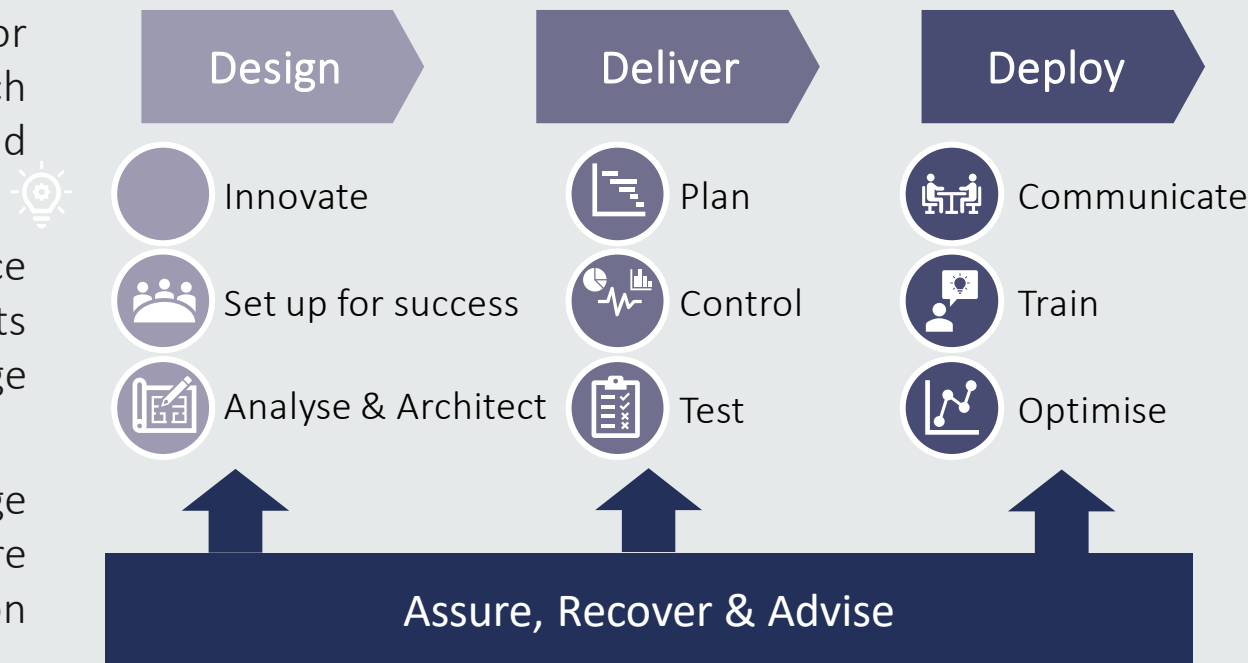 Design
Deliver
Deploy
Innovate
Set up for success
Analyse & Architect
Plan
Control
Test
Communicate
Train
Optimise
Assure, Recover & Advise